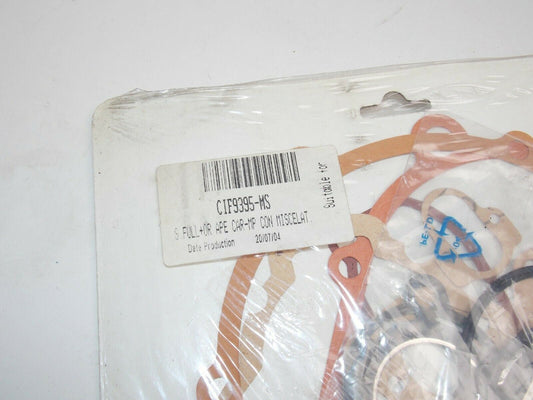 CIF9395-MS
S.FULL+OR APE CAR-MP CON MISCELAT.
Date Production 20/07/04
Suitable for